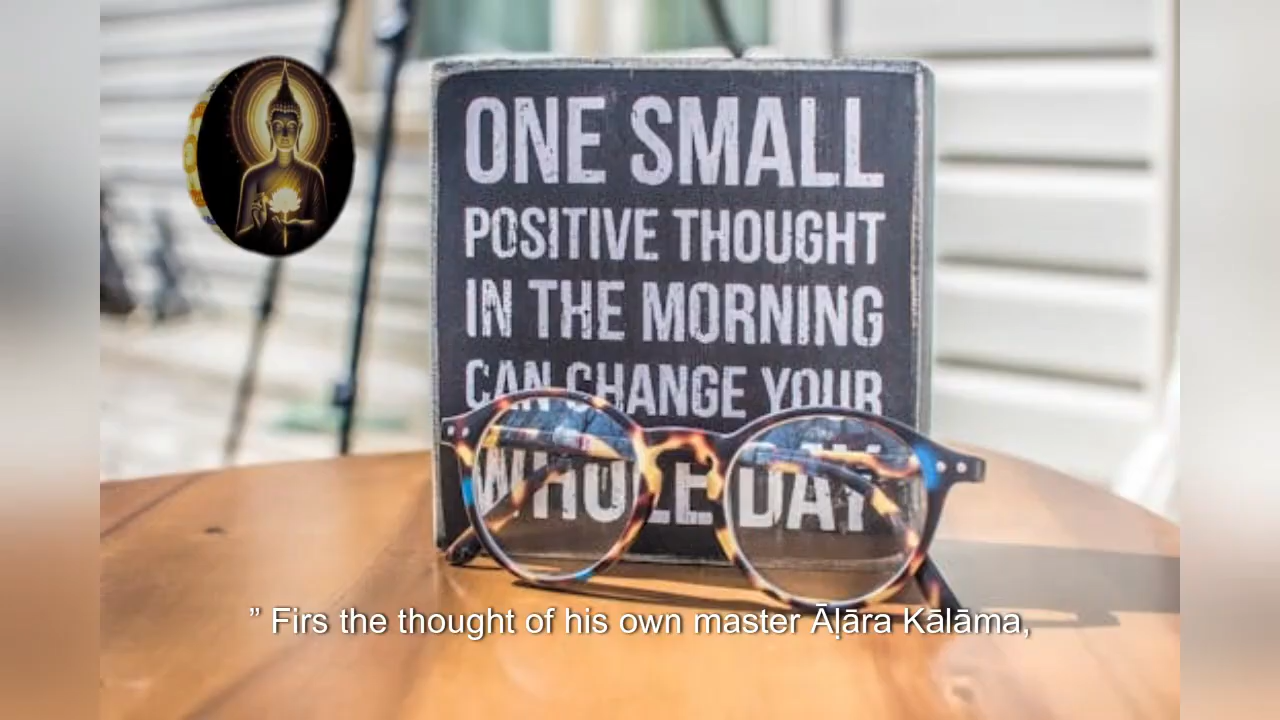 ONE SMALL
POSITIVE THOUGHT
IN THE MORNING
CAN CHANGE YOUR
WHOLE DAY
” Firs the thought of his own master Āḷāra Kālāma,